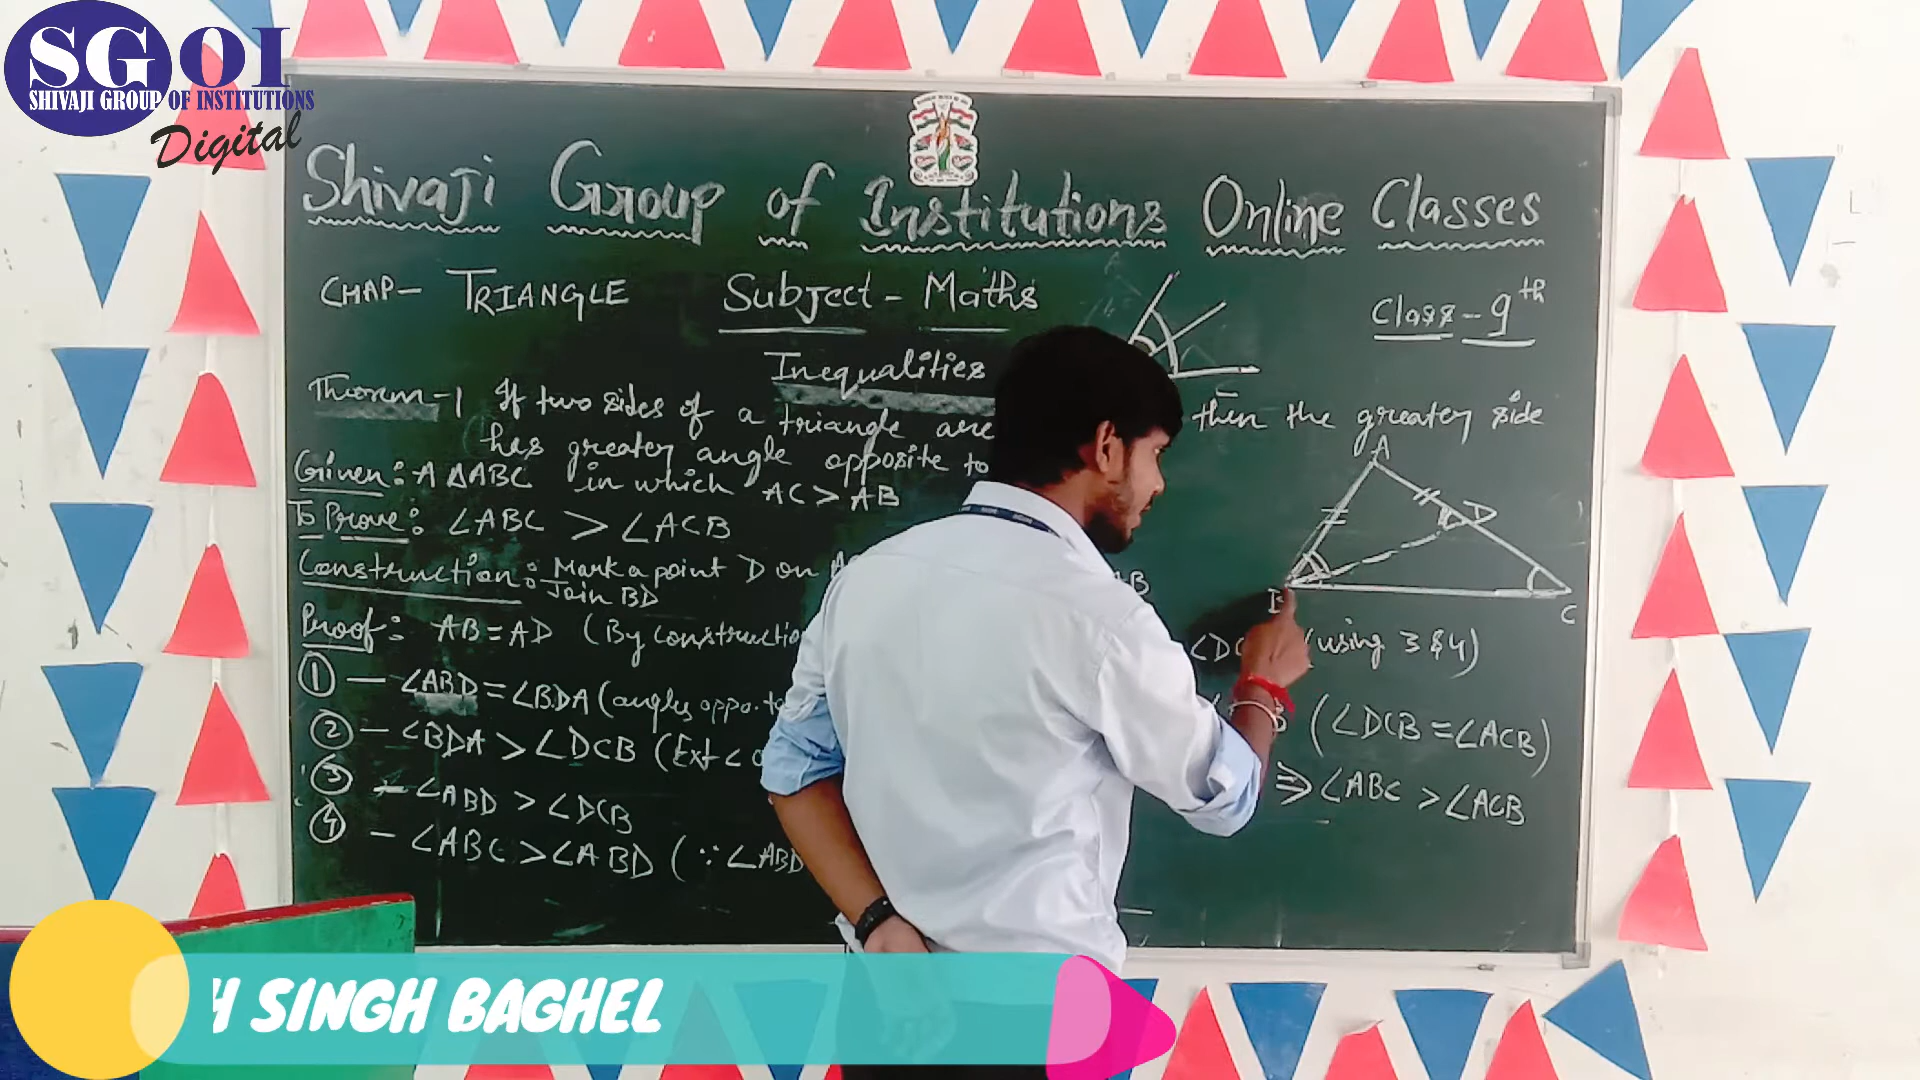 SGOI
SHIVAJI GROUP OF INSTITUTIONS
Digital
Shivaji Group of Institutions Online Classes
CHAP- TRIANGLE Subject - Maths Class - 9th
Inequalities
Theorem-1 If two sides of a triangle are then the greater side
has greater angle opposite to
Given: A △ABC in which AC > AB
To Prove: ∠ABC > ∠ACB
Construction: Mark a point D on
Join BD
Proof: AB = AD (By
① - ∠ABD = ∠BDA (angles oppo. to
② - ∠BDA > ∠DCB (Ext ∠
③ - ∠ABD > ∠DCB
④ - ∠ABC > ∠ABD (∵ ∠ABD
A
D
C
(using 3 & 4)
(∠DCB = ∠ACB)
⇒ ∠ABC > ∠ACB
SINGH BAGHEL